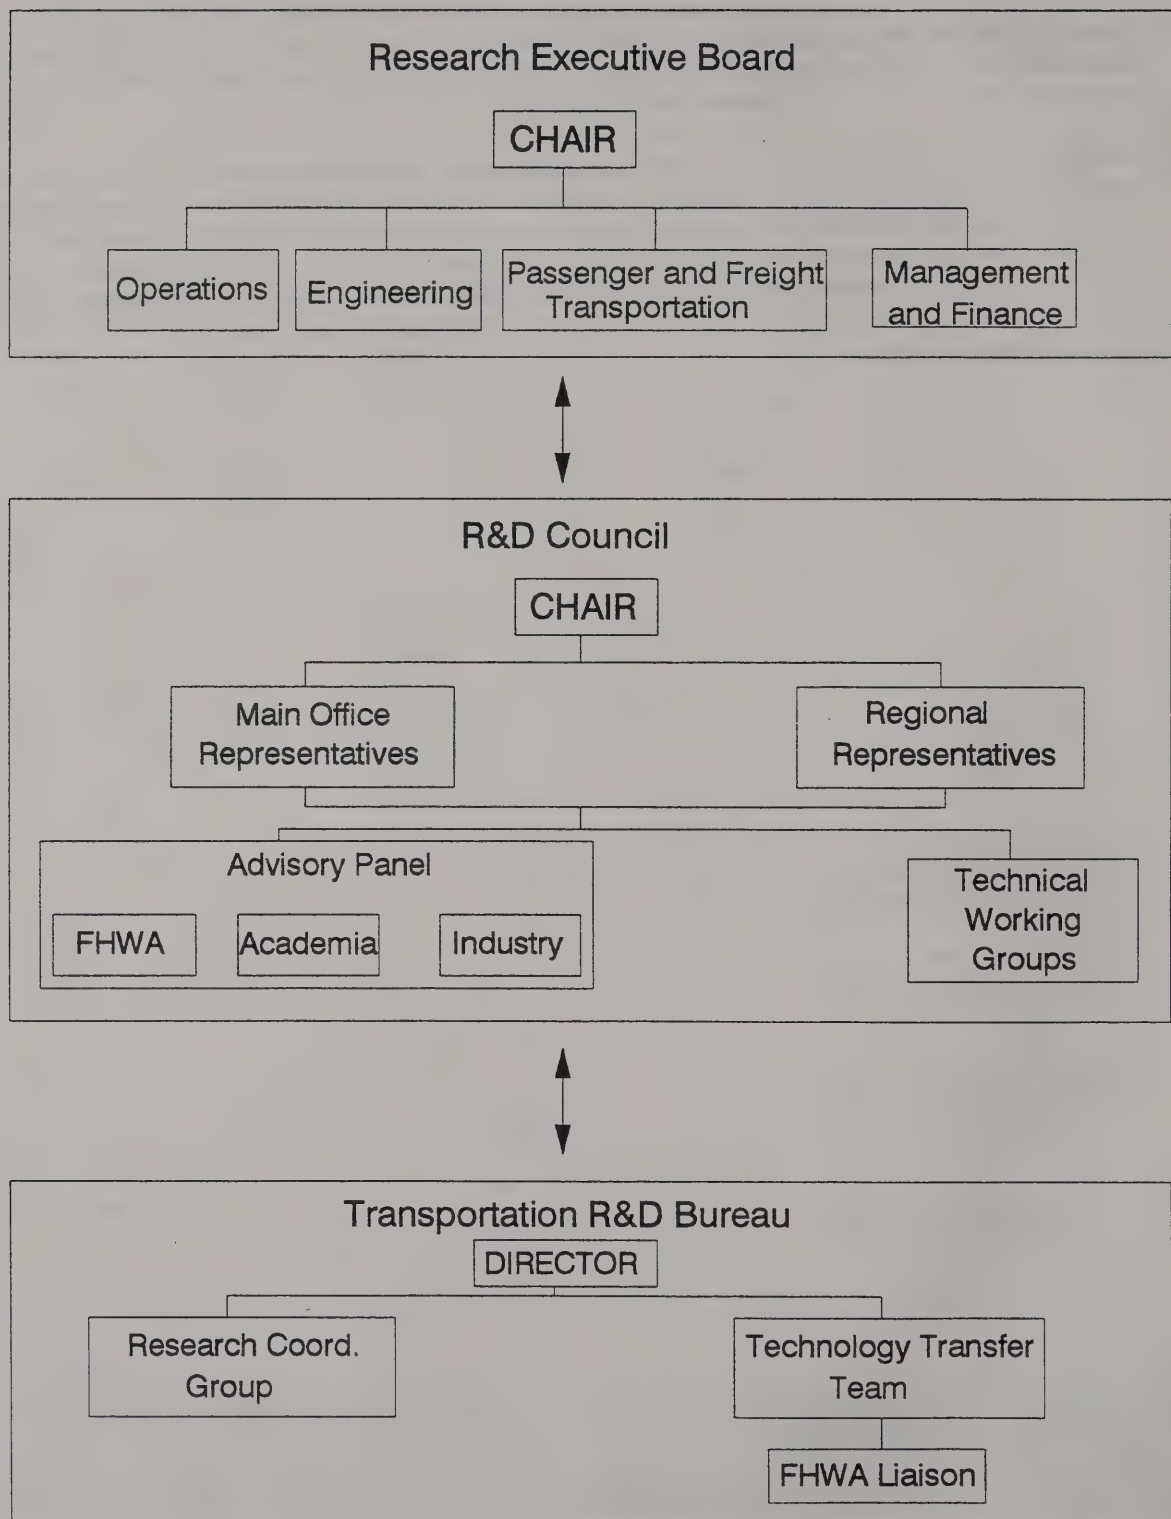 Research Executive Board
CHAIR
Operations
Engineering
Passenger and Freight
Transportation
Management
and Finance
R&D Council
CHAIR
Main Office
Representatives
Regional
Representatives
Advisory Panel
FHWA
Academia
Industry
Technical
Working
Groups
Transportation R&D Bureau
DIRECTOR
Research Coord.
Group
Technology Transfer
Team
FHWA Liaison